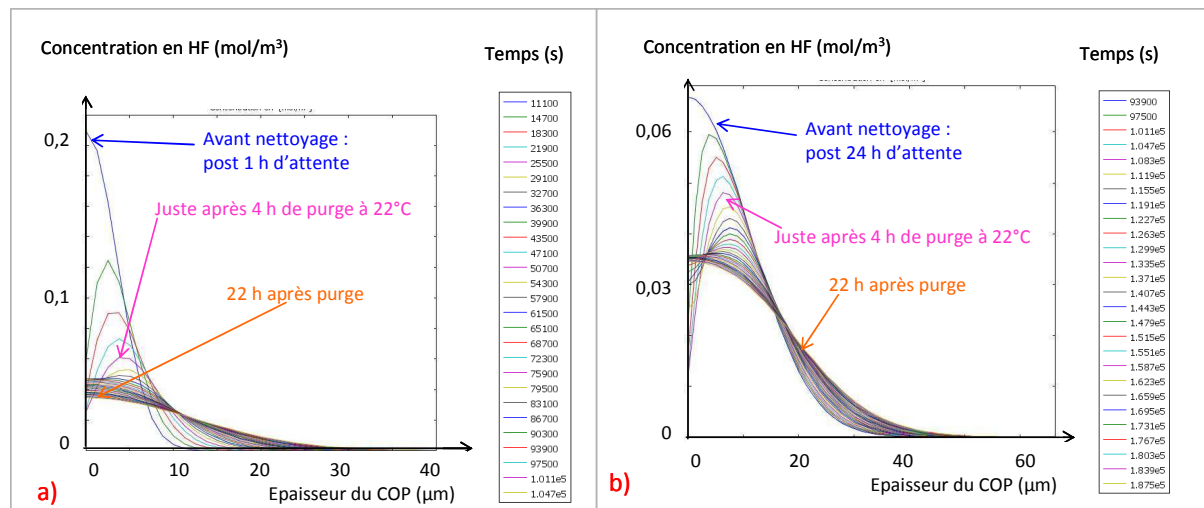 Concentration en HF (mol/m³)
Temps (s)
0,2
0,1
0
Avant nettoyage :
post 1 h d'attente
Juste après 4 h de purge à 22°C
22 h après purge
0 10 20 30 40
Epaisseur du COP (µm)
a)
11100
14700
18300
21900
25500
29100
32700
36300
39900
43500
47100
50700
54300
57900
61500
65100
68700
72300
75900
79500
83100
86700
90300
93900
97500
1.011e5
1.047e5
Concentration en HF (mol/m³)
Temps (s)
0,06
0,03
0
Avant nettoyage :
post 24 h d'attente
Juste après 4 h de purge à 22°C
22 h après purge
0 20 40 60
Epaisseur du COP (µm)
b)
93900
97500
1.011e5
1.047e5
1.083e5
1.119e5
1.155e5
1.191e5
1.227e5
1.263e5
1.299e5
1.335e5
1.371e5
1.407e5
1.443e5
1.479e5
1.515e5
1.551e5
1.587e5
1.623e5
1.659e5
1.695e5
1.731e5
1.767e5
1.803e5
1.839e5
1.875e5